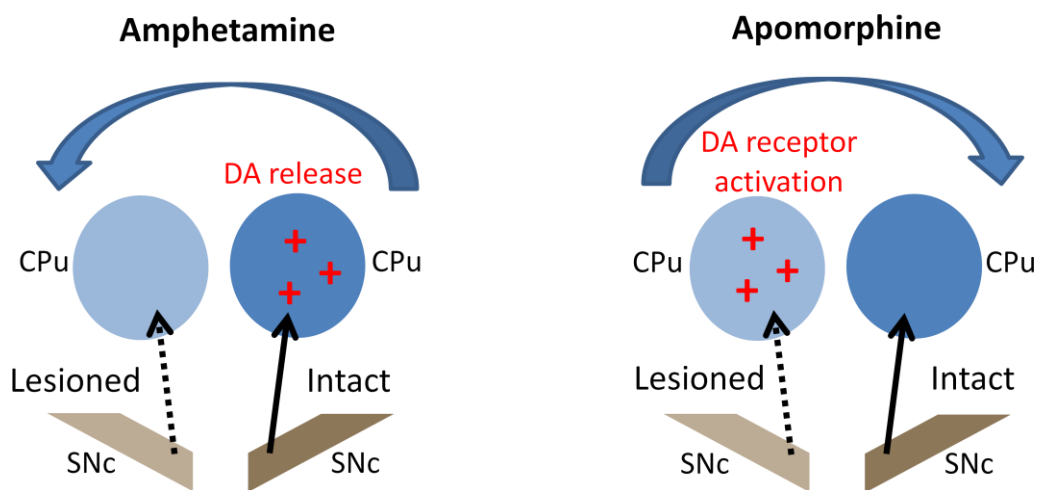 Amphetamine
DA release
CPu
CPu
Lesioned
Intact
SNc
SNc
Apomorphine
DA receptor
activation
CPu
CPu
Lesioned
Intact
SNc
SNc